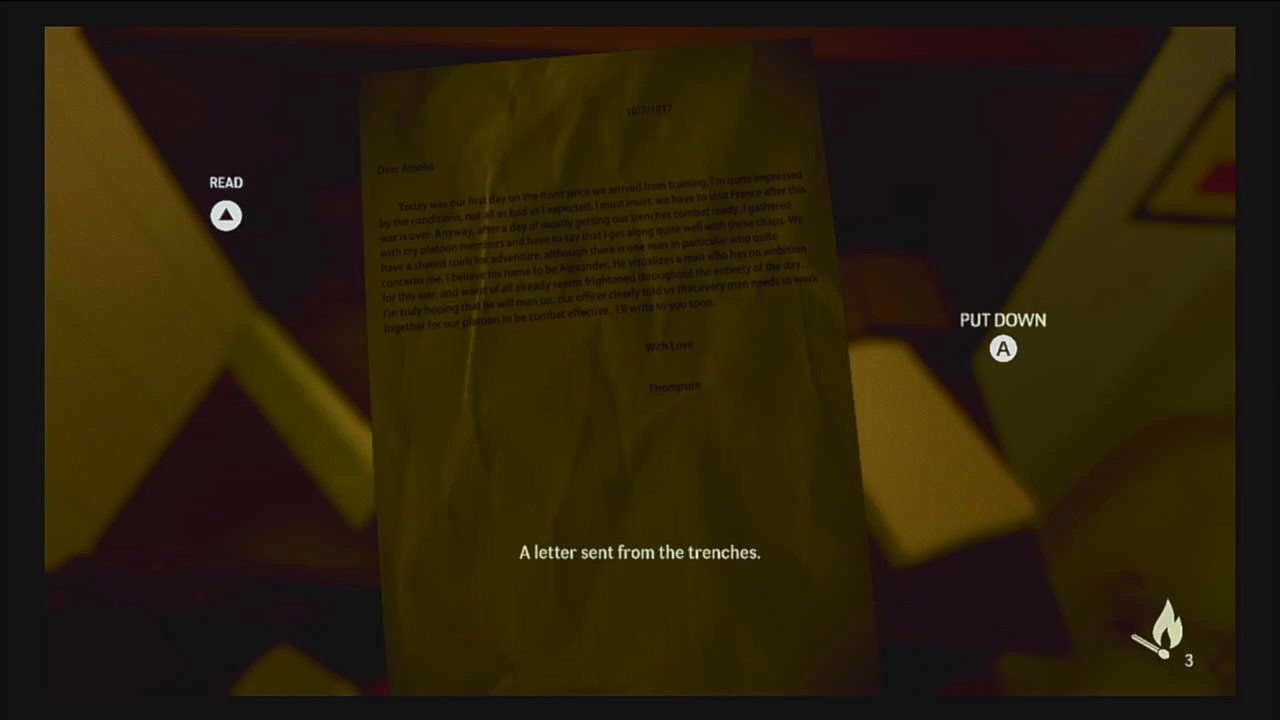 10/7/1917
Dear Amelia
Today was our first day on the front since we arrived from training, I'm quite impressed
by the conditions, not all as bad as I expected. I must insist, we have to visit France after this
war is over. Anyway, after a day of mostly getting our trenches combat ready, I gathered
with my platoon members and have to say that I get along quite well with these chaps. We
have a shared spirit for adventure, although there is one man in particular who quite
concerns me, I believe his name to be Alexander. He visualizes a man who has no ambition
for this war, and worst of all already seems frightened throughout the entirety of the day.
I'm truly hoping that he will man up, our officer clearly told us that every man needs to work
together for our platoon to be combat effective. I'll write to you soon.
With Love
Thompson
READ
PUT DOWN
A
A letter sent from the trenches.
3